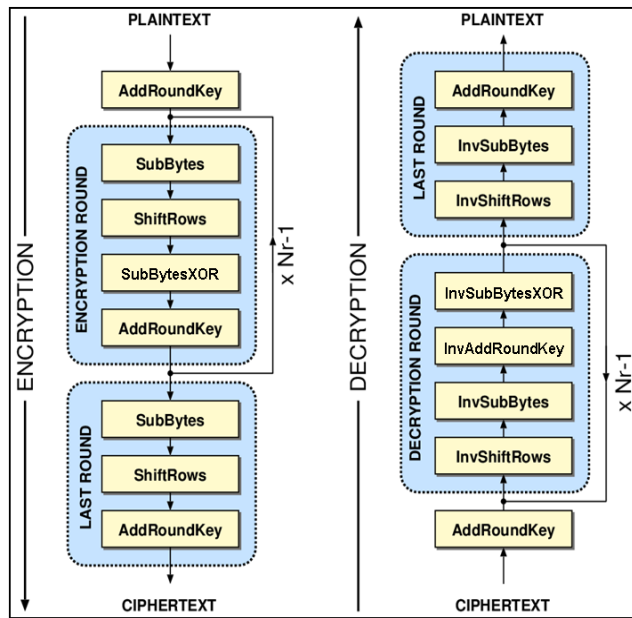 PLAINTEXT
AddRoundKey
SubBytes
ShiftRows
SubBytesXOR
AddRoundKey
ENCRYPTION ROUND
x Nr-1
SubBytes
ShiftRows
AddRoundKey
LAST ROUND
CIPHERTEXT
ENCRYPTION
PLAINTEXT
AddRoundKey
InvSubBytes
InvShiftRows
LAST ROUND
InvSubBytesXOR
InvAddRoundKey
InvSubBytes
InvShiftRows
DECRYPTION ROUND
x Nr-1
AddRoundKey
CIPHERTEXT
DECRYPTION